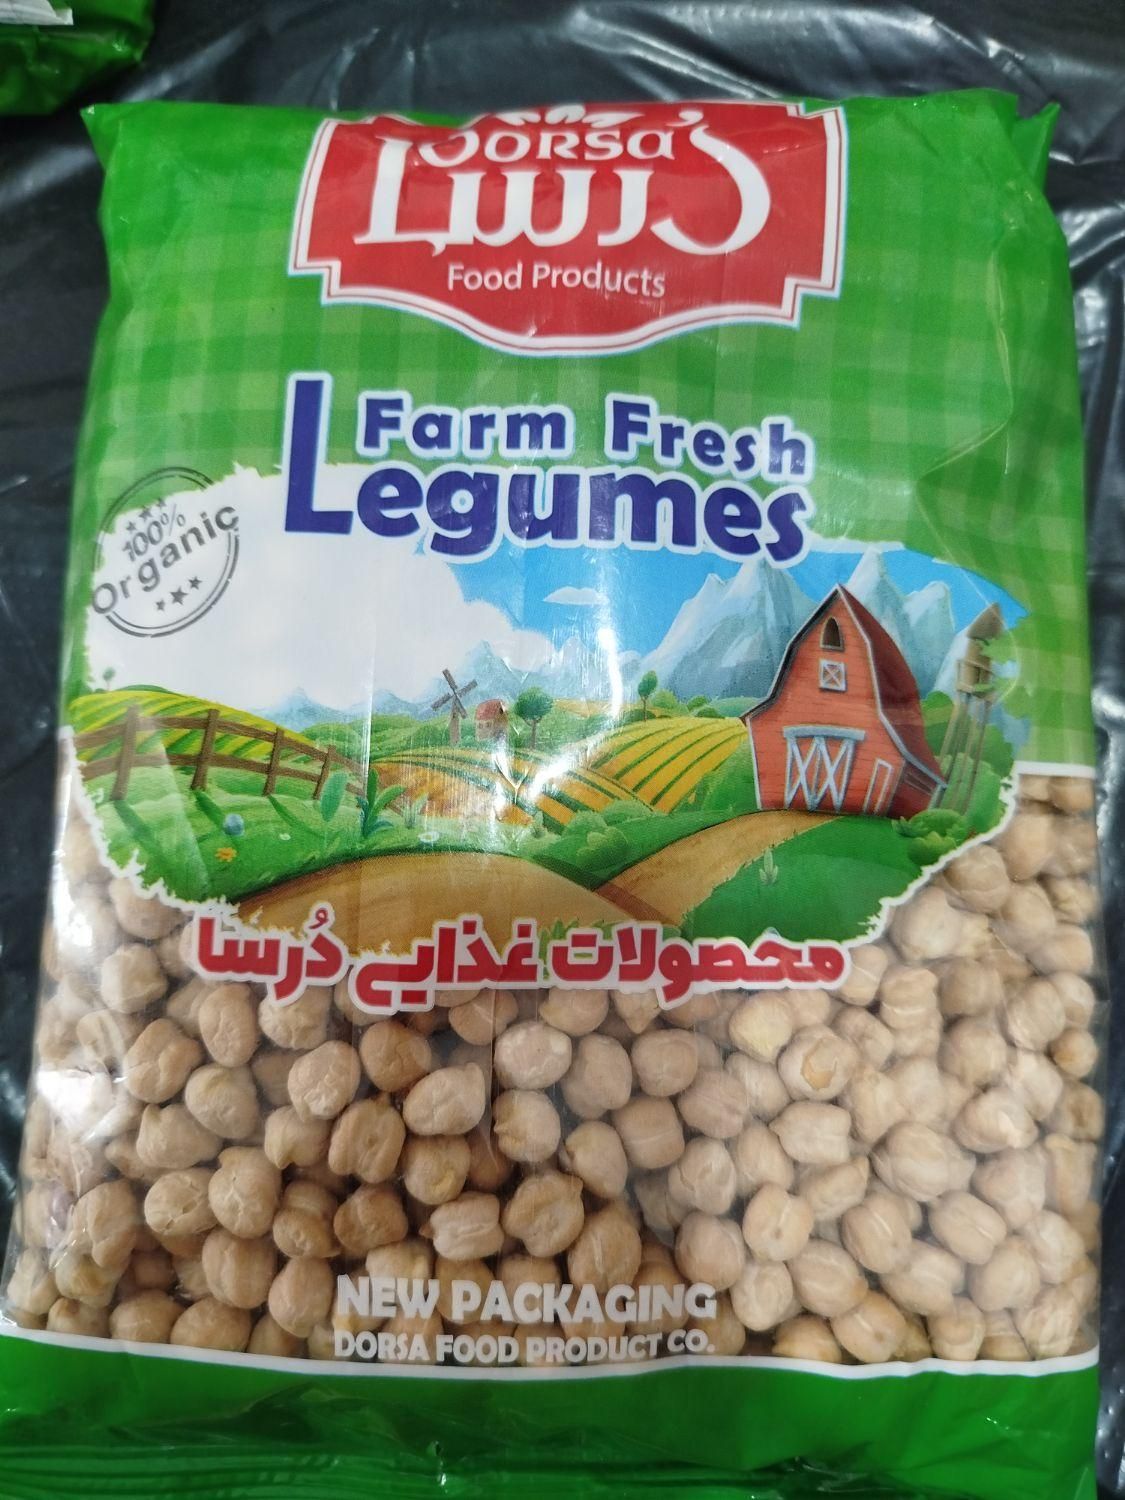 DORSA
دُرسا
Food Products
Farm Fresh
Legumes
100%
Organic
محصولات غذایی دُرسا
NEW PACKAGING
DORSA FOOD PRODUCT CO.